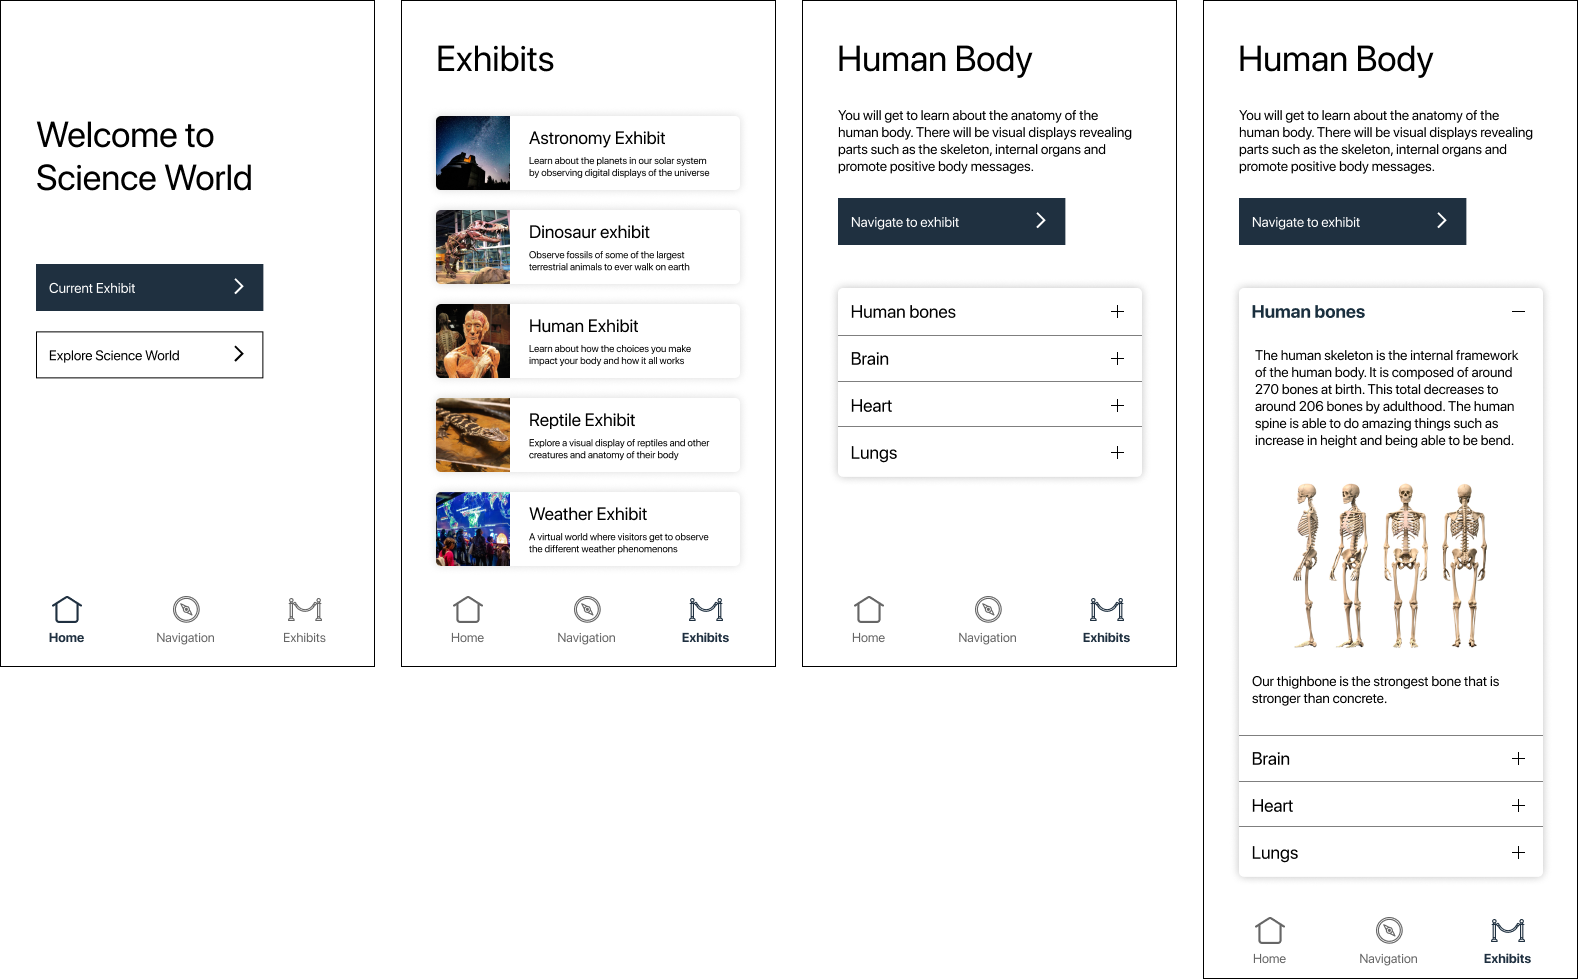 Welcome to
Science World
Current Exhibit
Explore Science World
Home
Navigation
Exhibits
Exhibits
Astronomy Exhibit
Learn about the planets in our solar system
by observing digital displays of the universe
Dinosaur exhibit
Observe fossils of some of the largest
terrestrial animals to ever walk on earth
Human Exhibit
Learn about how the choices you make
impact your body and how it all works
Reptile Exhibit
Explore a visual display of reptiles and other
creatures and anatomy of their body
Weather Exhibit
A virtual world where visitors get to observe
the different weather phenomenons
Home
Navigation
Exhibits
Human Body
You will get to learn about the anatomy of the
human body. There will be visual displays revealing
parts such as the skeleton, internal organs and
promote positive body messages.
Navigate to exhibit
Human bones
Brain
Heart
Lungs
Home
Navigation
Exhibits
Human Body
You will get to learn about the anatomy of the
human body. There will be visual displays revealing
parts such as the skeleton, internal organs and
promote positive body messages.
Navigate to exhibit
Human bones
The human skeleton is the internal framework
of the human body. It is composed of around
270 bones at birth. This total decreases to
around 206 bones by adulthood. The human
spine is able to do amazing things such as
increase in height and being able to be bend.
Our thighbone is the strongest bone that is
stronger than concrete.
Brain
Heart
Lungs
Home
Navigation
Exhibits